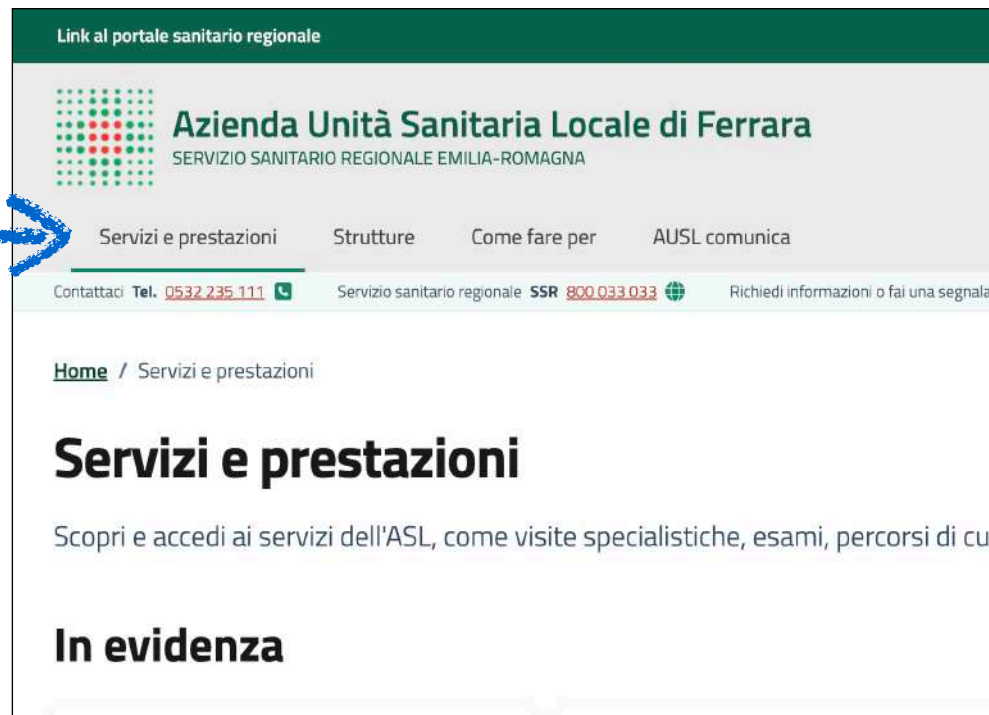 Link al portale sanitario regionale
Azienda Unità Sanitaria Locale di Ferrara
SERVIZIO SANITARIO REGIONALE EMILIA-ROMAGNA
Servizi e prestazioni Strutture Come fare per AUSL comunica
Contattaci Tel. 0532 235 111 Servizio sanitario regionale SSR 800 033 033 Richiedi informazioni o fai una segnala
Home / Servizi e prestazioni
Servizi e prestazioni
Scopri e accedi ai servizi dell'ASL, come visite specialistiche, esami, percorsi di cu
In evidenza